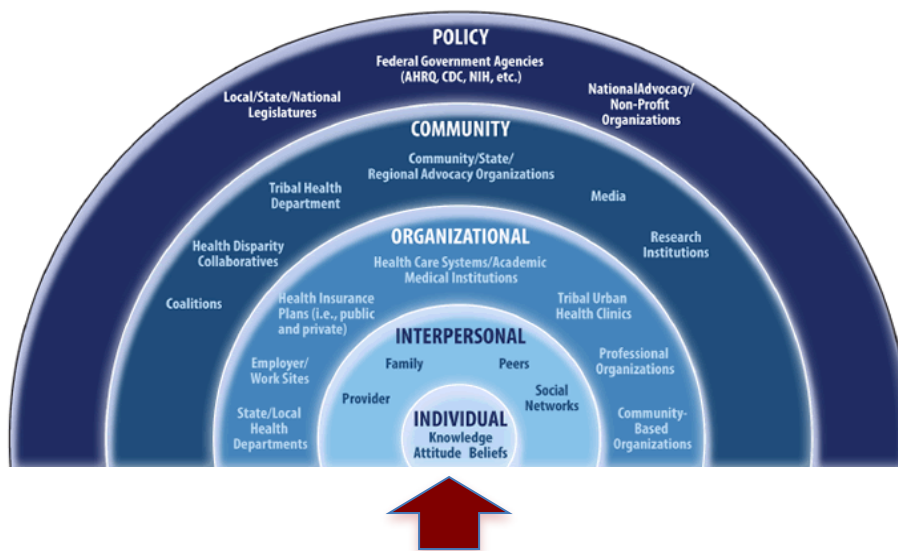 POLICY
Federal Government Agencies
(AHRQ, CDC, NIH, etc.)
Local/State/National
Legislatures
NationalAdvocacy/
Non-Profit
Organizations
COMMUNITY
Community/State/
Regional Advocacy Organizations
Tribal Health
Department
Media
Health Disparity
Collaboratives
Research
Institutions
Coalitions
ORGANIZATIONAL
Health Care Systems/Academic
Medical Institutions
Health Insurance
Plans (i.e., public
and private)
Tribal Urban
Health Clinics
Employer/
Work Sites
Professional
Organizations
State/Local
Health
Departments
Community-
Based
Organizations
INTERPERSONAL
Family
Peers
Provider
Social
Networks
INDIVIDUAL
Knowledge
Attitude Beliefs